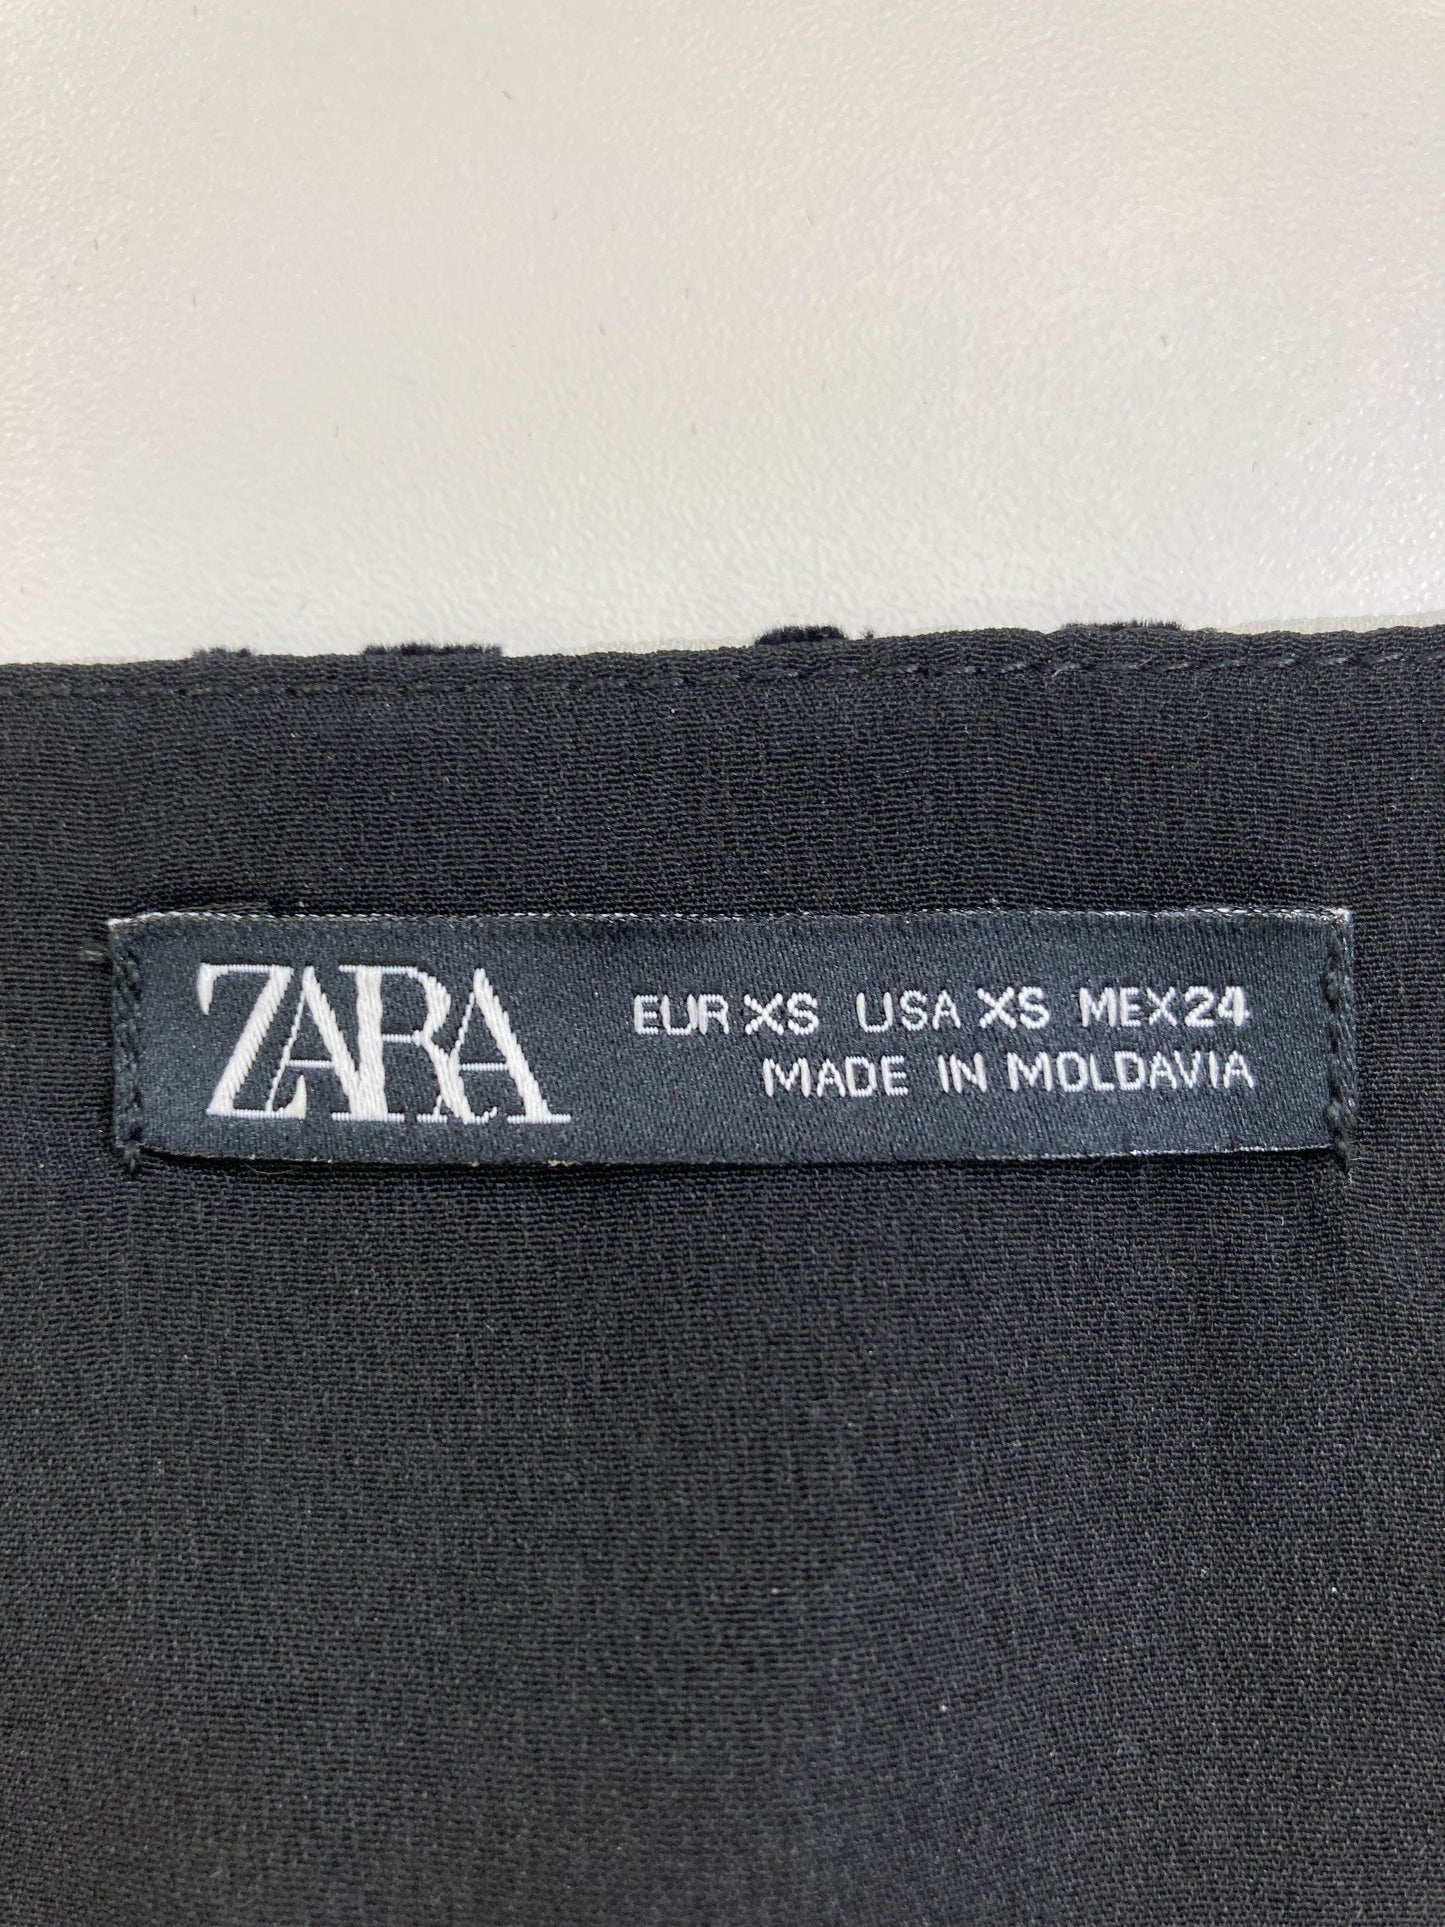 ZARA
EUR XS USA XS MEX 24
MADE IN MOLDAVIA